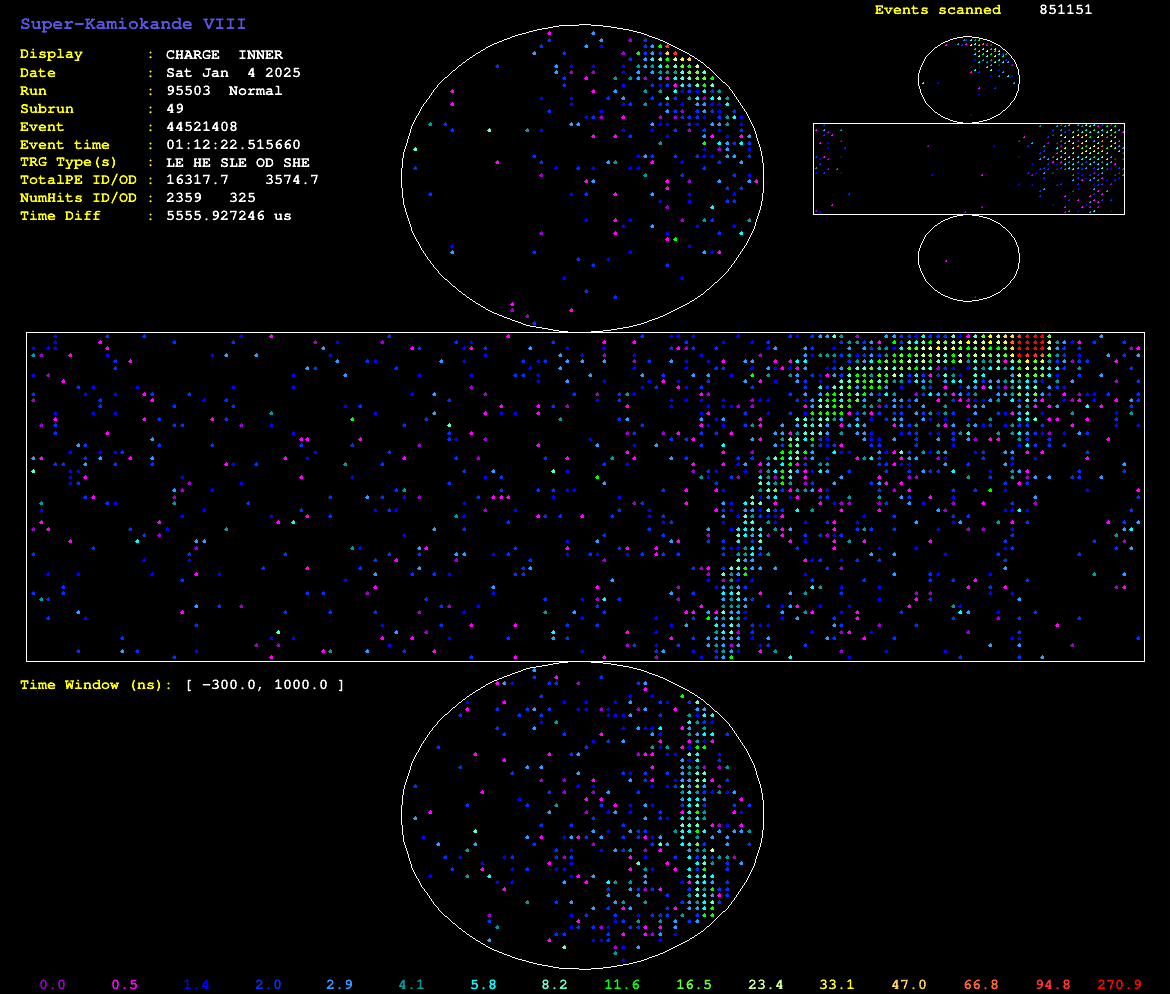 Super-Kamiokande VIII
Events scanned 851151
Display : CHARGE INNER
Date : Sat Jan 4 2025
Run : 95503 Normal
Subrun : 49
Event : 44521408
Event time : 01:12:22.515660
TRG Type(s) : LE HE SLE OD SHE
TotalPE ID/OD : 16317.7 3574.7
NumHits ID/OD : 2359 325
Time Diff : 5555.927246 us
Time Window (ns): [ −300.0, 1000.0 ]
0.0 0.5 1.4 2.0 2.9 4.1 5.8 8.2 11.6 16.5 23.4 33.1 47.0 66.8 94.8 270.9